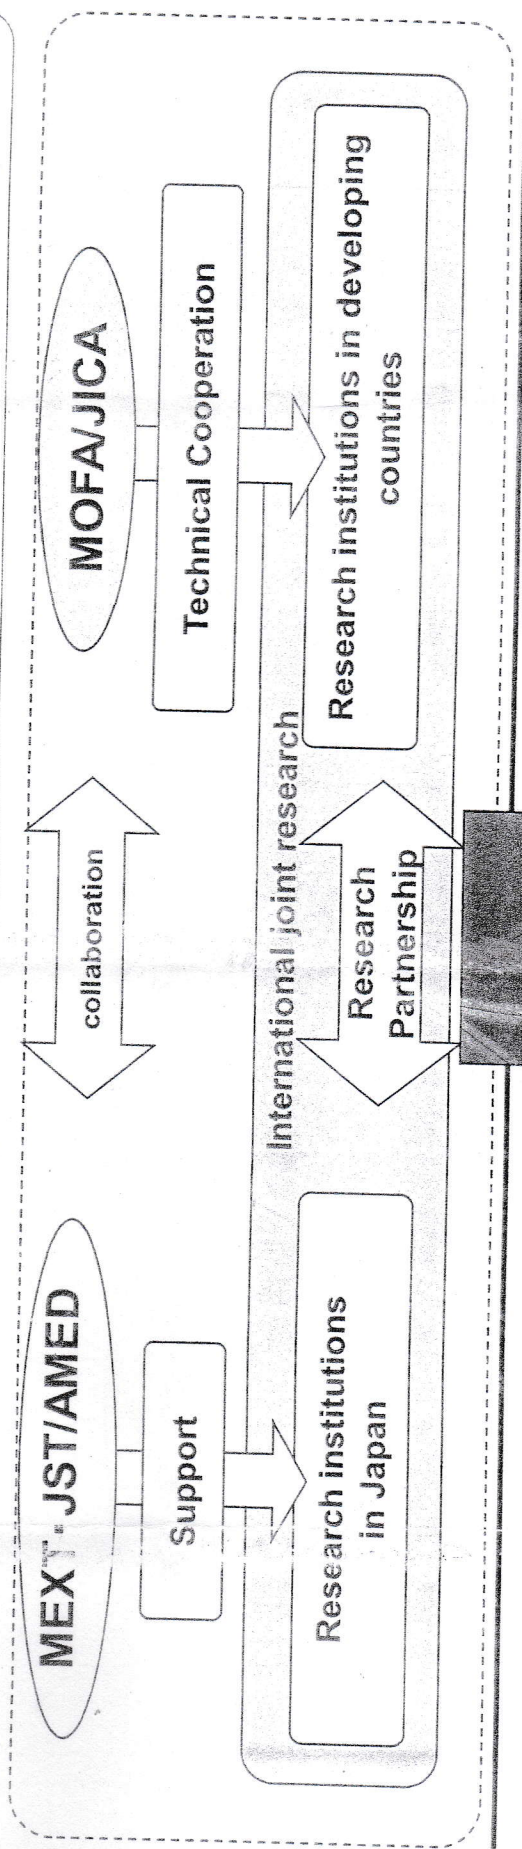 MEXT・JST/AMED
collaboration
MOFA/JICA
Support
Technical Cooperation
International joint research
Research institutions
in Japan
Research
Partnership
Research institutions in developing
countries